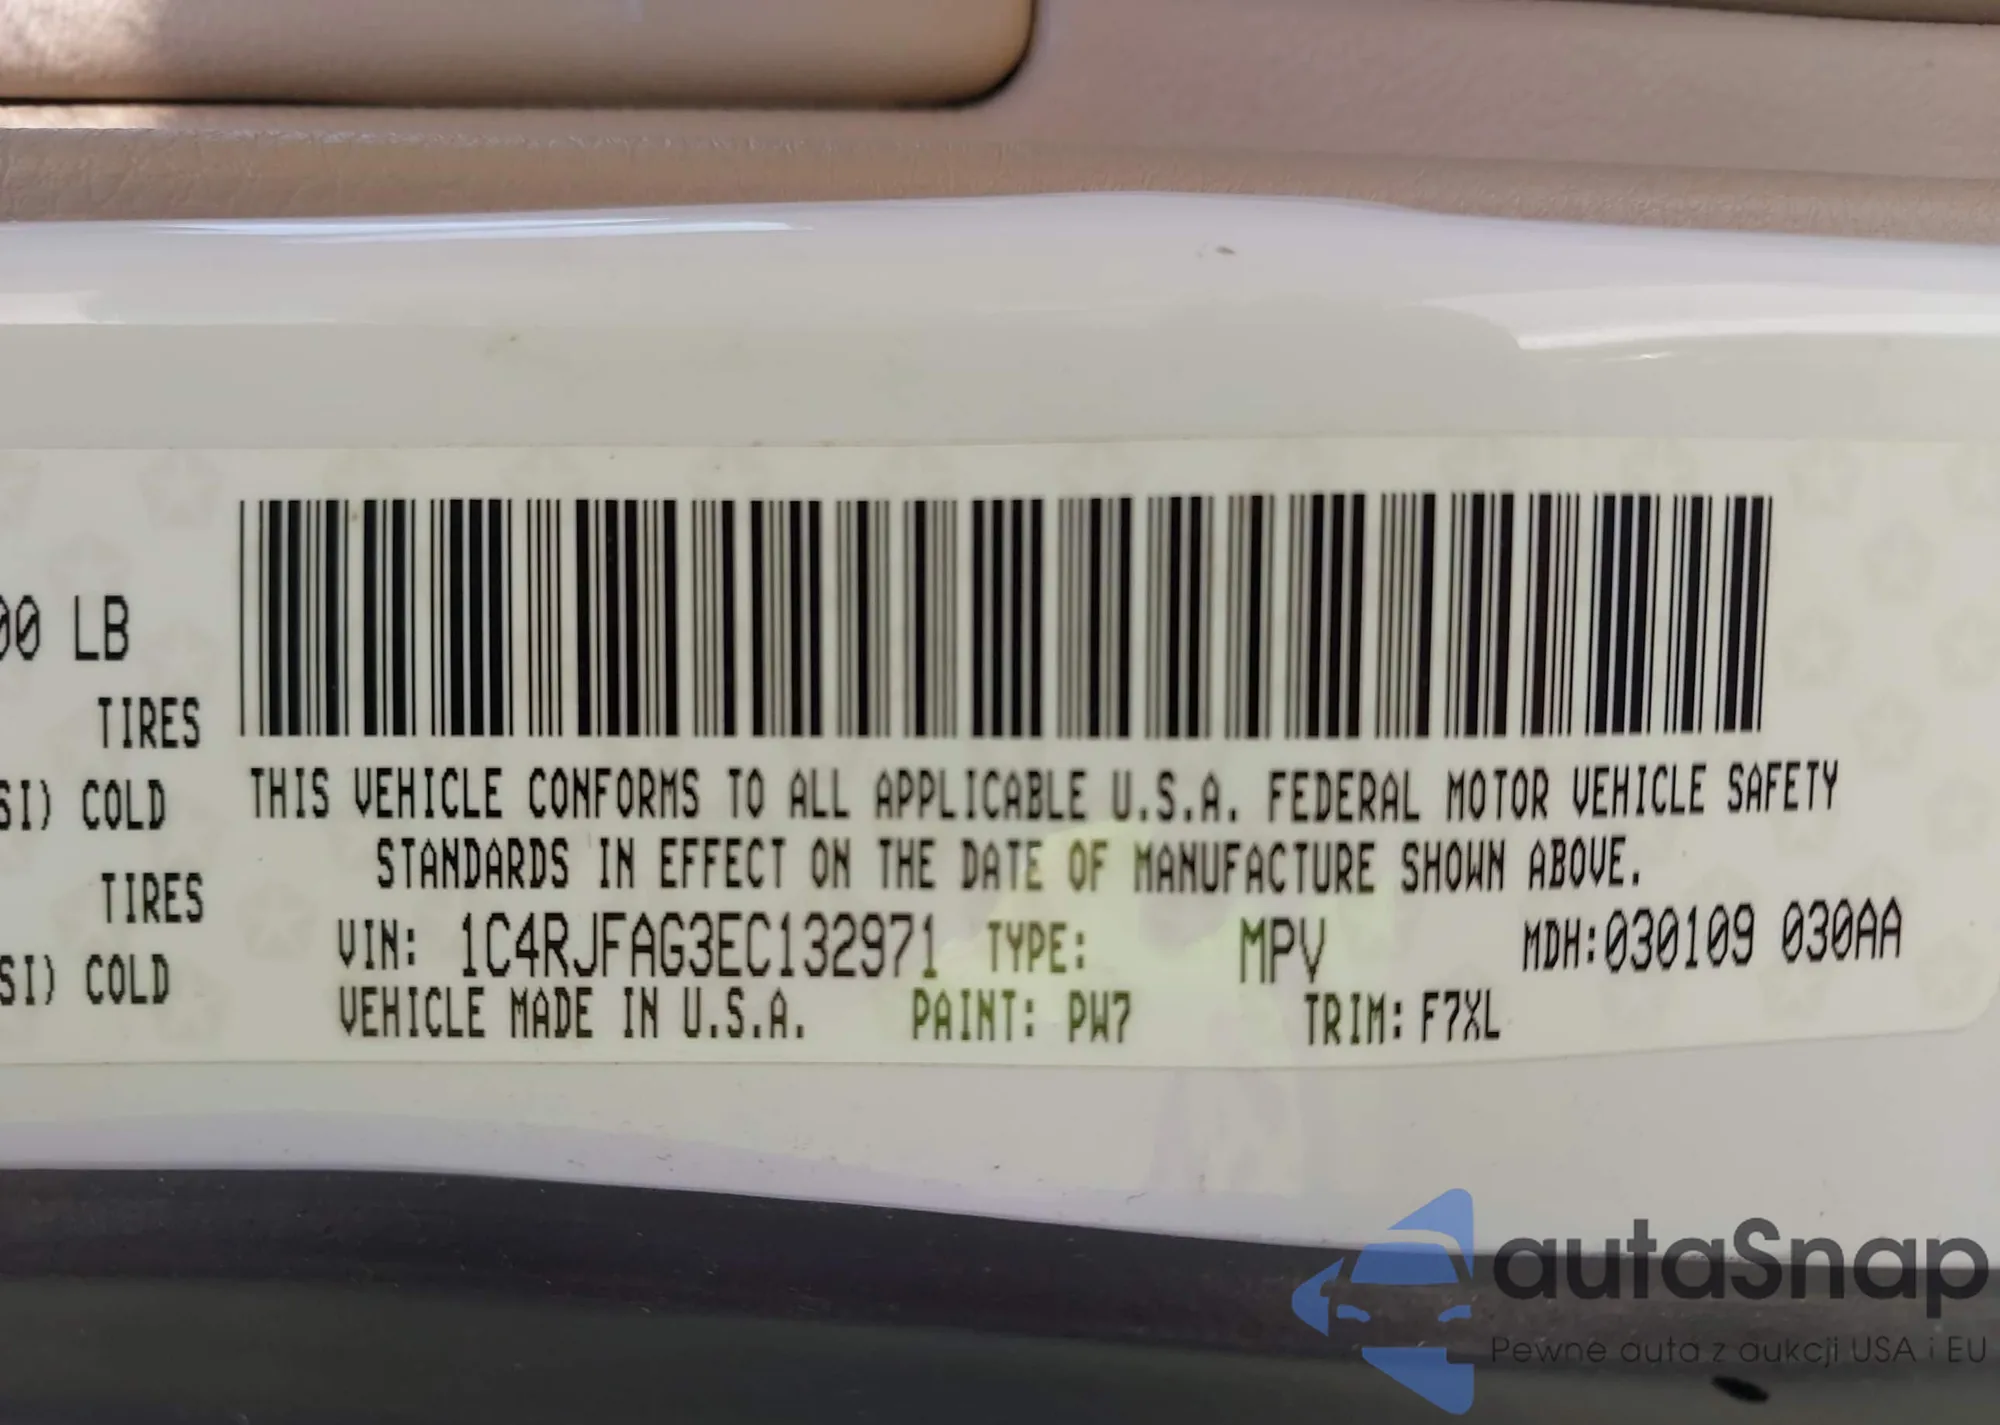 00 LB
TIRES
SI) COLD
TIRES
SI) COLD
THIS VEHICLE CONFORMS TO ALL APPLICABLE U.S.A. FEDERAL MOTOR VEHICLE SAFETY
STANDARDS IN EFFECT ON THE DATE OF MANUFACTURE SHOWN ABOVE.
VIN: 1C4RJFAG3EC132971 TYPE: MPV MDH:030109 030AA
VEHICLE MADE IN U.S.A. PAINT: PW7 TRIM: F7XL
autaSnap
Pewne auta z aukcji USA i EU